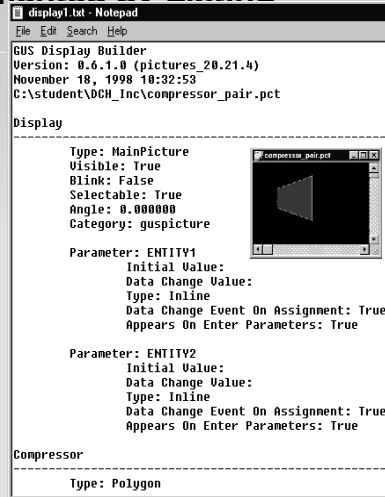 display1.txt - Notepad
File Edit Search Help
GUS Display Builder
Version: 0.6.1.0 (pictures_20.21.4)
November 18, 1998 10:32:53
C:\student\DCH_Inc\compressor_pair.pct
Display
--------------------------------------------------
Type: MainPicture
Visible: True
Blink: False
Selectable: True
Angle: 0.000000
Category: guspicture
compressor_pair.pct
Parameter: ENTITY1
Initial Value:
Data Change Value:
Type: Inline
Data Change Event On Assignment: True
Appears On Enter Parameters: True
Parameter: ENTITY2
Initial Value:
Data Change Value:
Type: Inline
Data Change Event On Assignment: True
Appears On Enter Parameters: True
Compressor
--------------------------------------------------
Type: Polygon